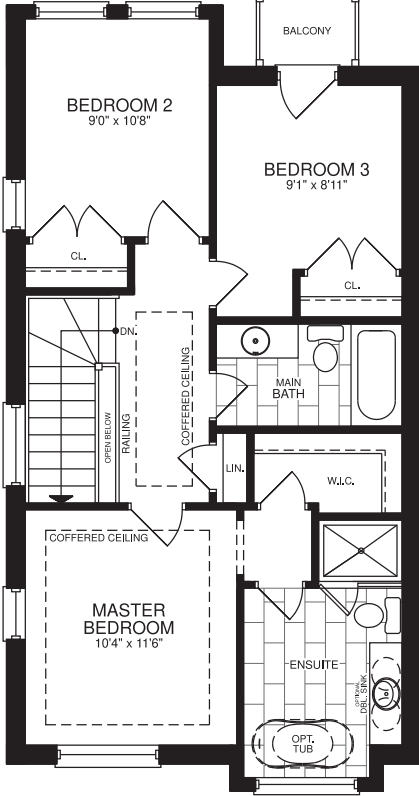 BALCONY
BEDROOM 2
9'0" x 10'8"
BEDROOM 3
9'1" x 8'11"
CL.
CL.
DN.
COFFERED CEILING
MAIN
BATH
OPEN BELOW
RAILING
LIN.
W.I.C.
COFFERED CEILING
MASTER
BEDROOM
10'4" x 11'6"
ENSUITE
OPTIONAL
DBL. SINK
OPT.
TUB